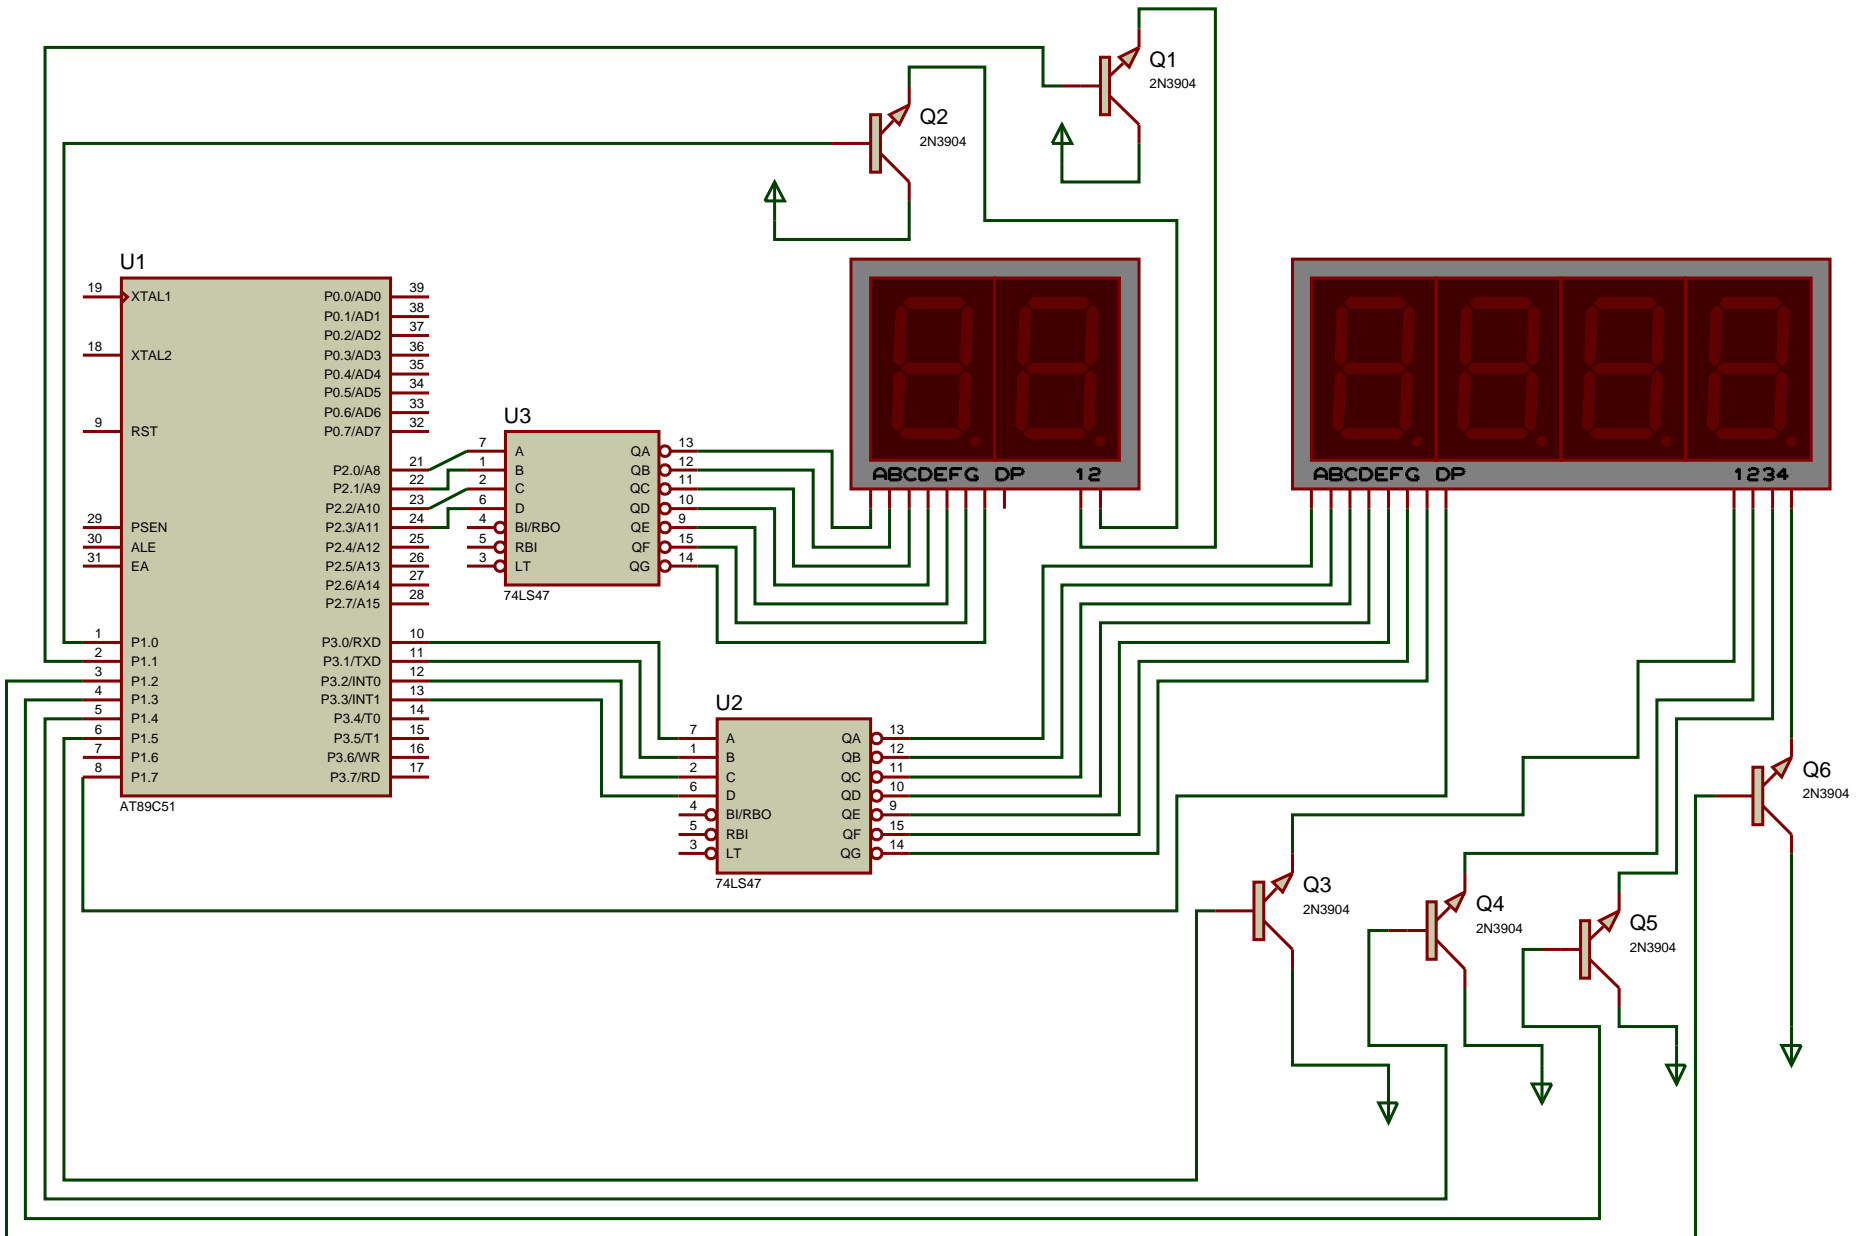 Q1
2N3904
Q2
2N3904
U1
19 XTAL1
18 XTAL2
9 RST
29 PSEN
30 ALE
31 EA
1 P1.0
2 P1.1
3 P1.2
4 P1.3
5 P1.4
6 P1.5
7 P1.6
8 P1.7
P0.0/AD0 39
P0.1/AD1 38
P0.2/AD2 37
P0.3/AD3 36
P0.4/AD4 35
P0.5/AD5 34
P0.6/AD6 33
P0.7/AD7 32
P2.0/A8 21
P2.1/A9 22
P2.2/A10 23
P2.3/A11 24
P2.4/A12 25
P2.5/A13 26
P2.6/A14 27
P2.7/A15 28
P3.0/RXD 10
P3.1/TXD 11
P3.2/INT0 12
P3.3/INT1 13
P3.4/T0 14
P3.5/T1 15
P3.6/WR 16
P3.7/RD 17
AT89C51
U3
7 A QA 13
1 B QB 12
2 C QC 11
6 D QD 10
4 BI/RBO QE 9
5 RBI QF 15
3 LT QG 14
74LS47
ABCDEFG DP 12
ABCDEFG DP 1234
U2
7 A QA 13
1 B QB 12
2 C QC 11
6 D QD 10
4 BI/RBO QE 9
5 RBI QF 15
3 LT QG 14
74LS47
Q6
2N3904
Q3
2N3904
Q4
2N3904
Q5
2N3904